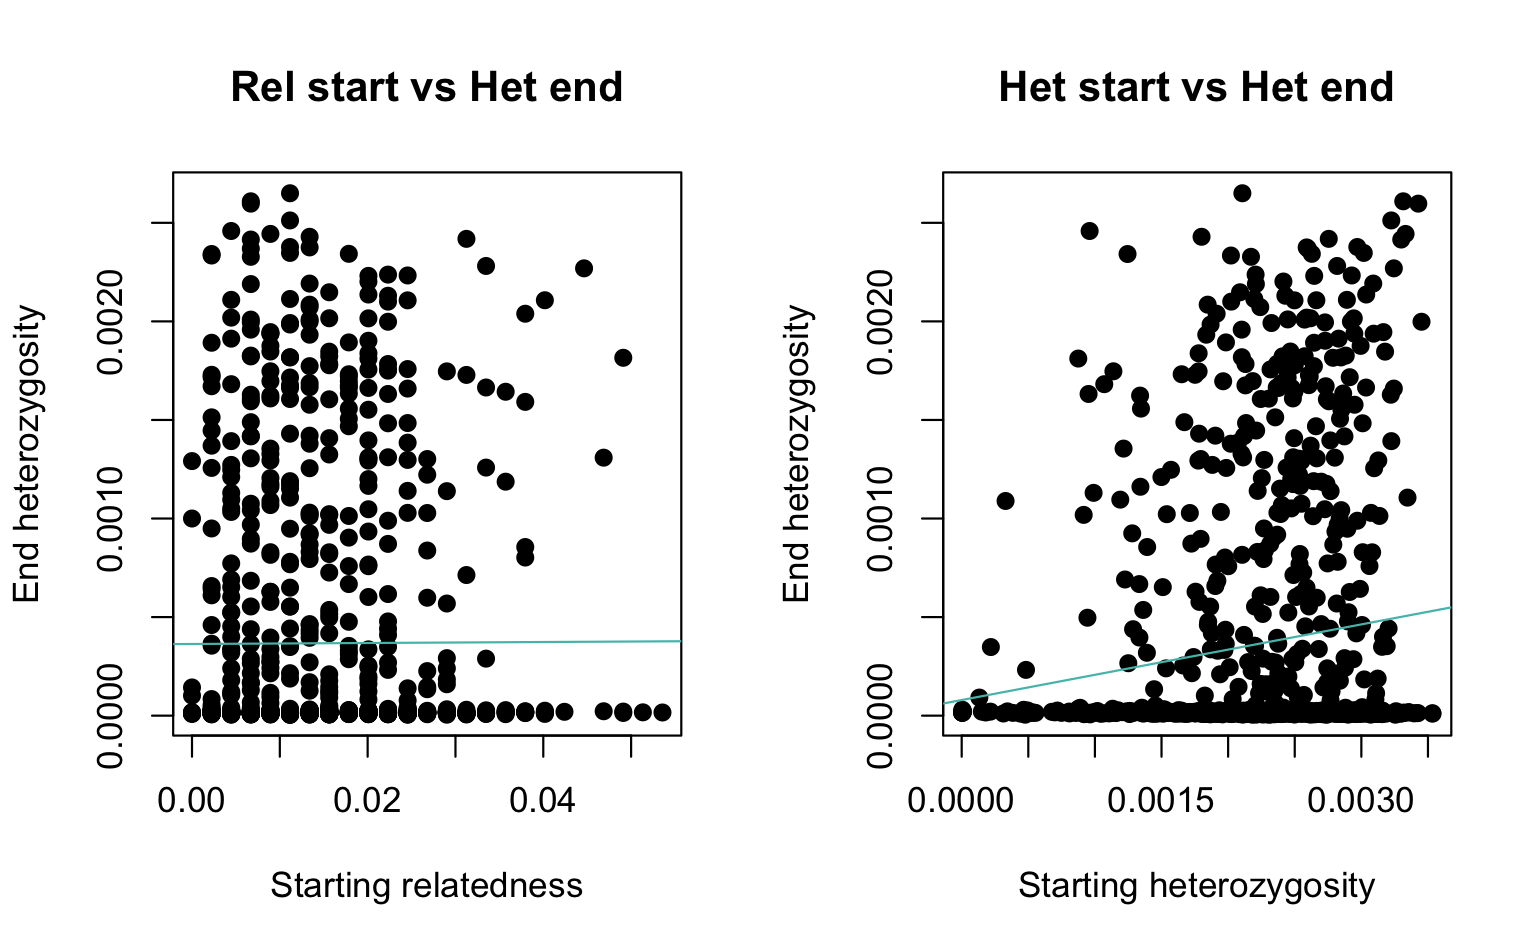 Rel start vs Het end
End heterozygosity
0.0020
0.0010
0.0000
0.00 0.02 0.04
Starting relatedness
Het start vs Het end
End heterozygosity
0.0020
0.0010
0.0000
0.0000 0.0015 0.0030
Starting heterozygosity